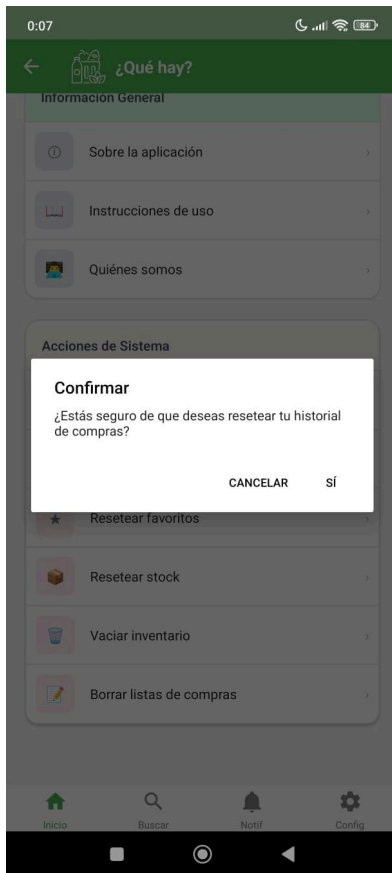 0:07
84
¿Qué hay?
Información General
Sobre la aplicación
Instrucciones de uso
Quiénes somos
Acciones de Sistema
Confirmar
¿Estás seguro de que deseas resetear tu historial
de compras?
CANCELAR SÍ
Resetear favoritos
Resetear stock
Vaciar inventario
Borrar listas de compras
Inicio Buscar Notif Config